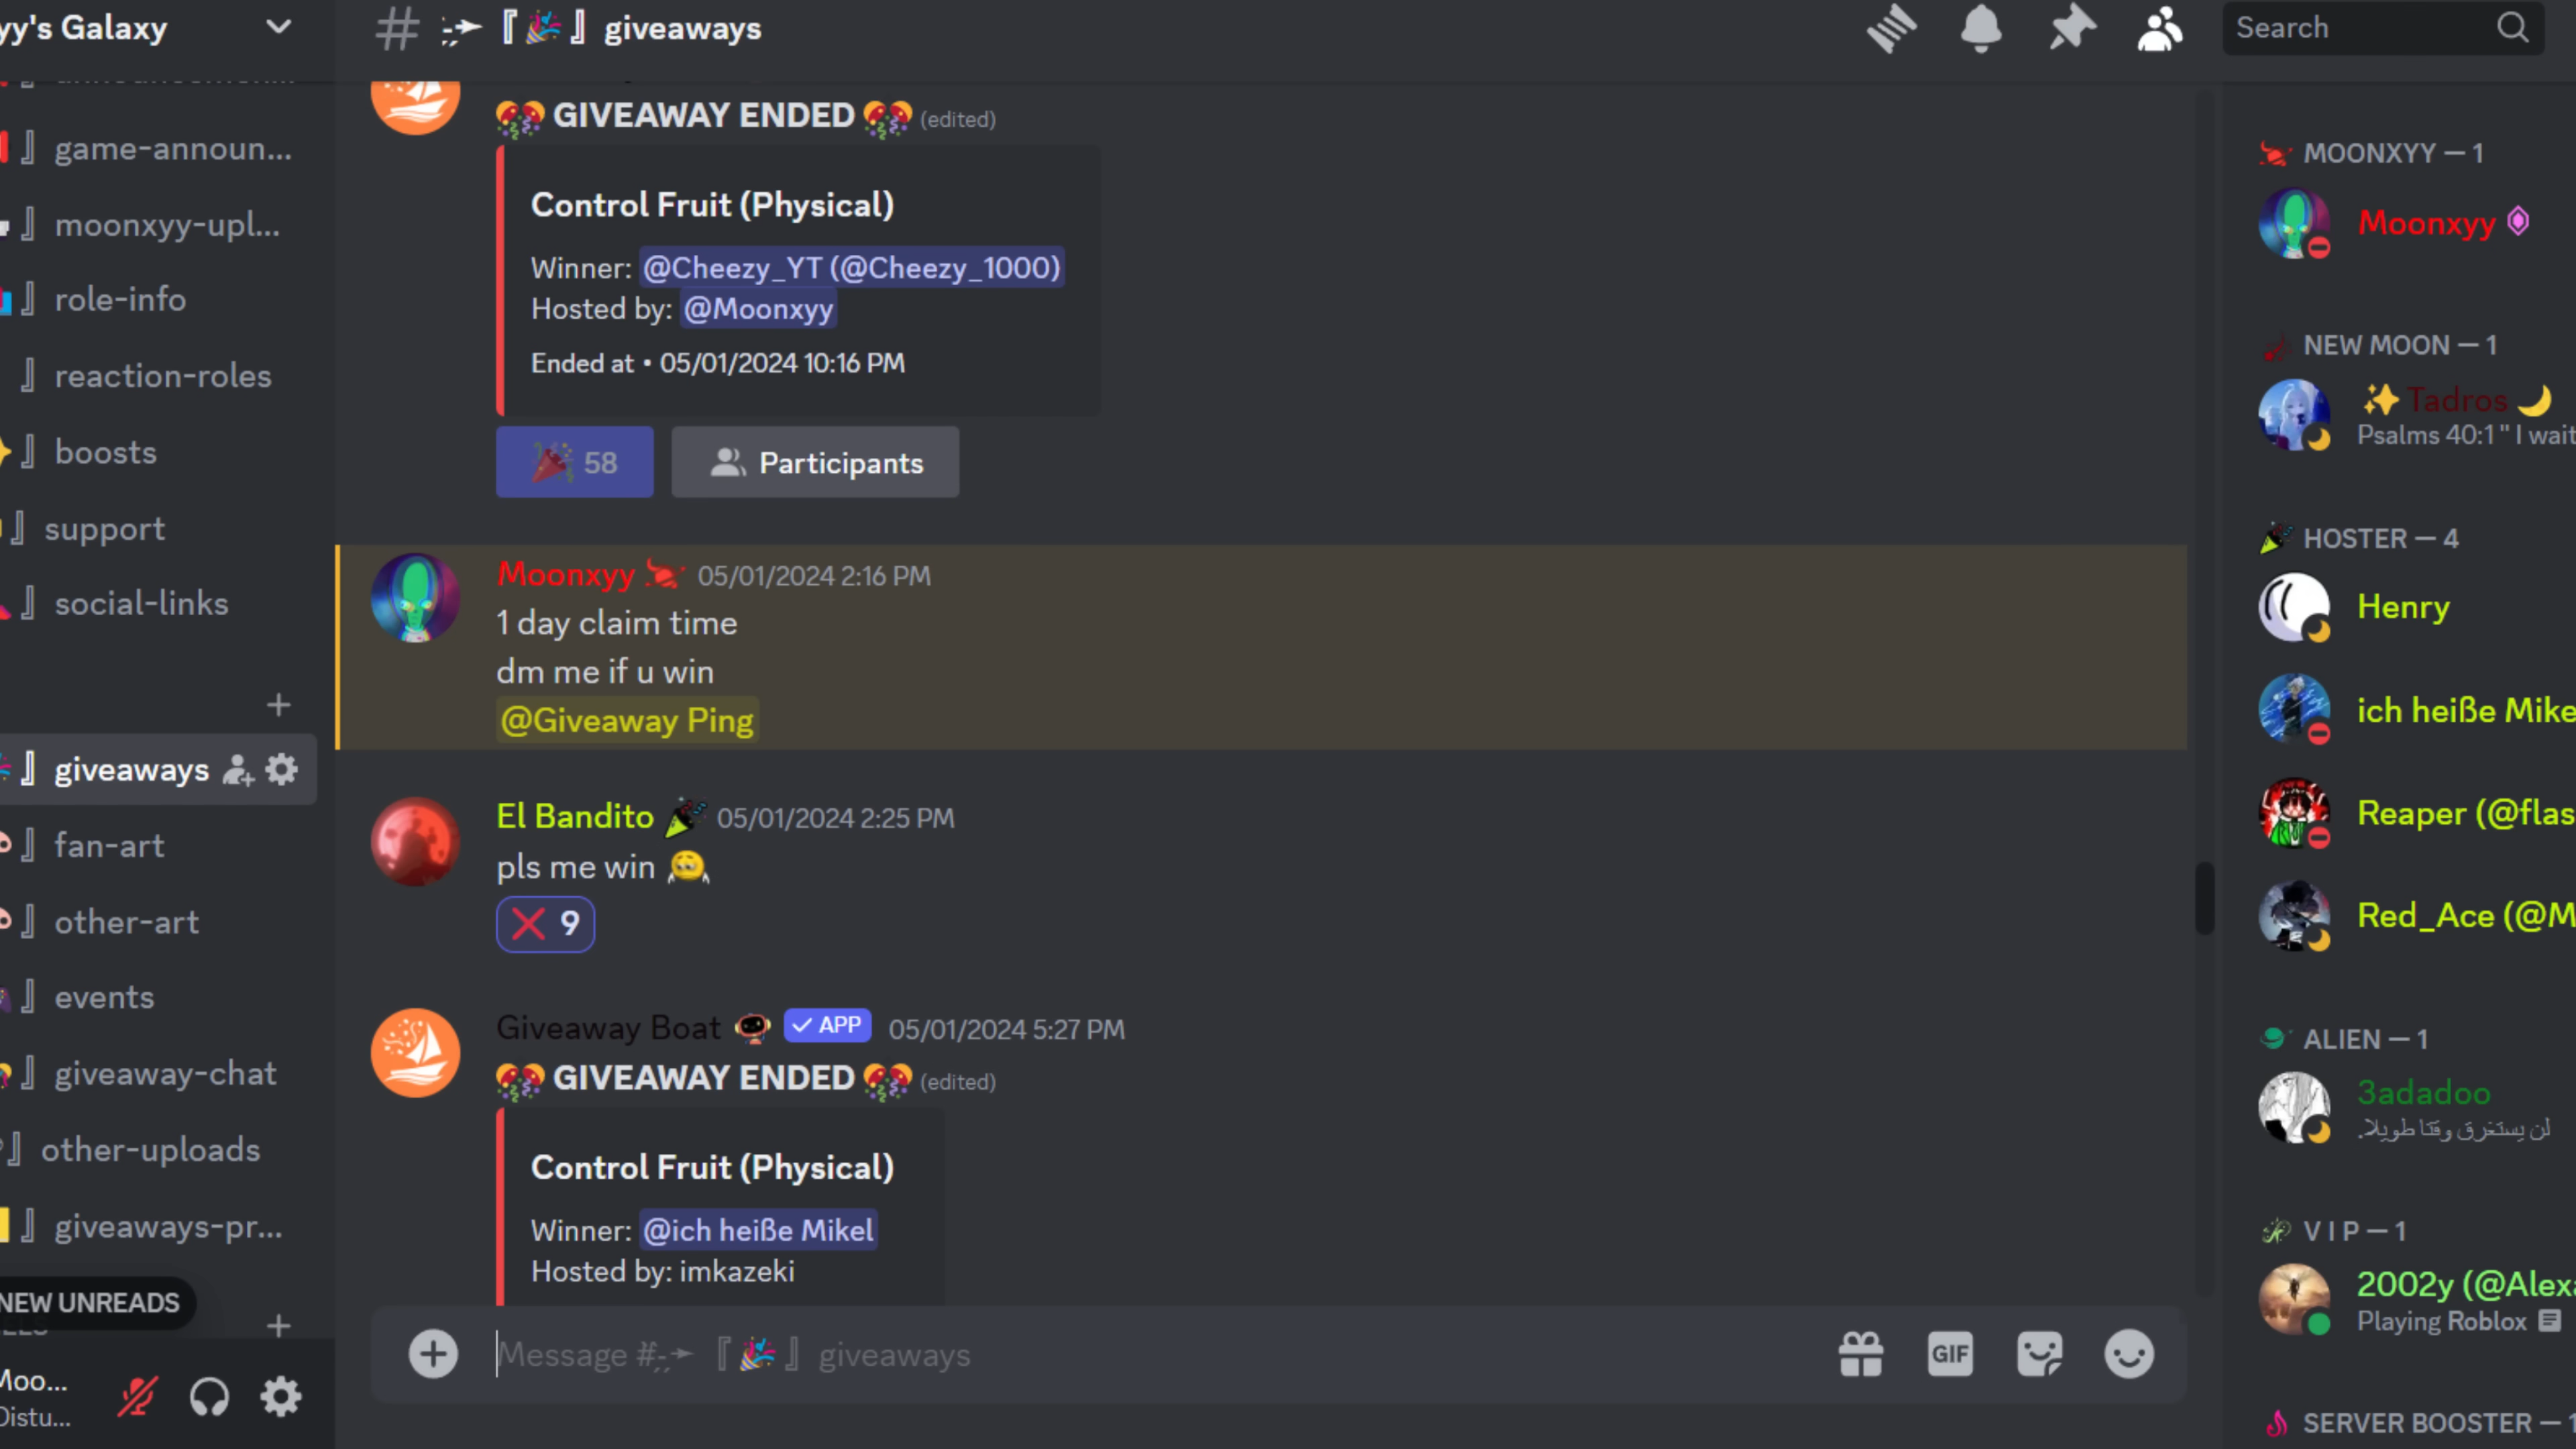 yy's Galaxy
game-announ...
moonxyy-upl...
role-info
reaction-roles
boosts
support
social-links
giveaways
fan-art
other-art
events
giveaway-chat
other-uploads
giveaways-pr...
NEW UNREADS
Moo...
Distu...
# 『🎉』 giveaways
Search
GIVEAWAY ENDED (edited)
Control Fruit (Physical)
Winner: @Cheezy_YT (@Cheezy_1000)
Hosted by: @Moonxyy
Ended at • 05/01/2024 10:16 PM
58
Participants
Moonxyy 05/01/2024 2:16 PM
1 day claim time
dm me if u win
@Giveaway Ping
El Bandito 05/01/2024 2:25 PM
pls me win
9
Giveaway Boat APP 05/01/2024 5:27 PM
GIVEAWAY ENDED (edited)
Control Fruit (Physical)
Winner: @ich heiße Mikel
Hosted by: imkazeki
Message # 『🎉』 giveaways
GIF
MOONXYY — 1
Moonxyy
NEW MOON — 1
✨ Tadros 🌙
Psalms 40:1 " I wait
HOSTER — 4
Henry
ich heiße Mike
Reaper (@flas
Red_Ace (@M
ALIEN — 1
3adadoo
لن يستغرق وقتا طويلا.
V I P — 1
2002y (@Alexa
Playing Roblox
SERVER BOOSTER — 1